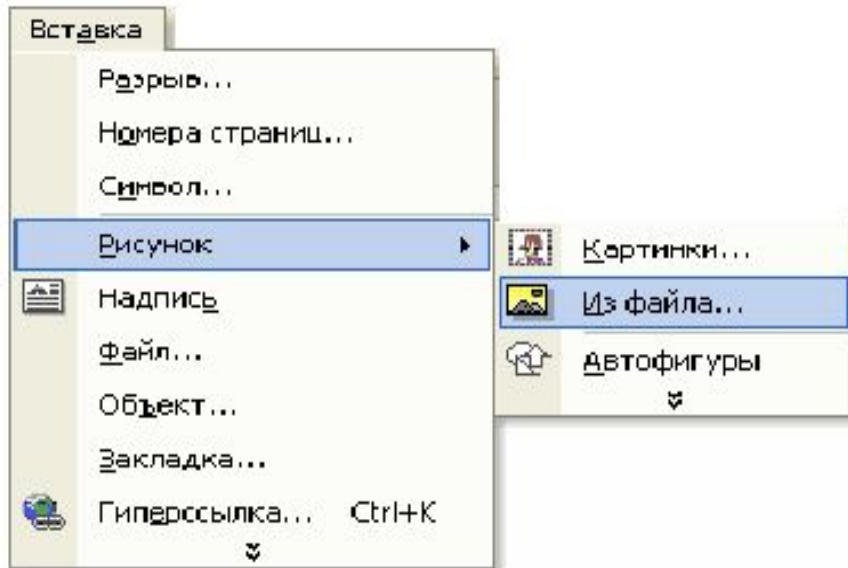 Вставка
Разрыв...
Номера страниц...
Символ...
Рисунок
Надпись
Файл...
Объект...
Закладка...
Гиперссылка... Ctrl+K
Картинки...
Из файла...
Автофигуры